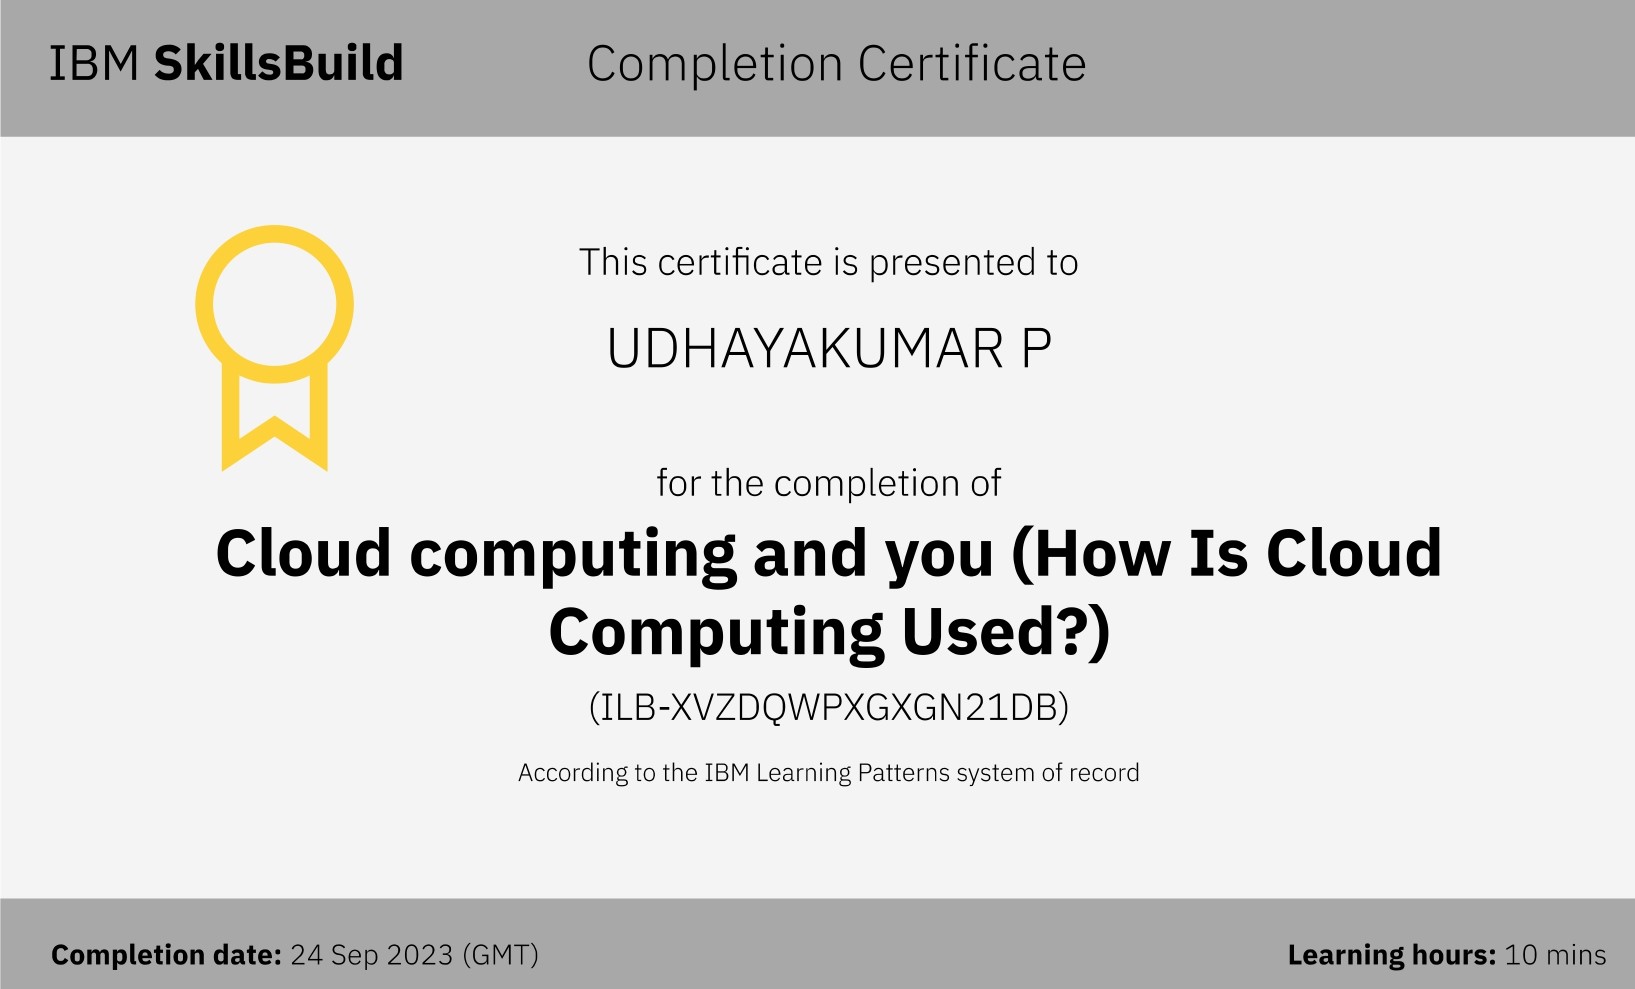 IBM SkillsBuild
Completion Certificate
This certificate is presented to
UDHAYAKUMAR P
for the completion of
Cloud computing and you (How Is Cloud
Computing Used?)
(ILB-XVZDQWPXGXGN21DB)
According to the IBM Learning Patterns system of record
Completion date: 24 Sep 2023 (GMT)
Learning hours: 10 mins